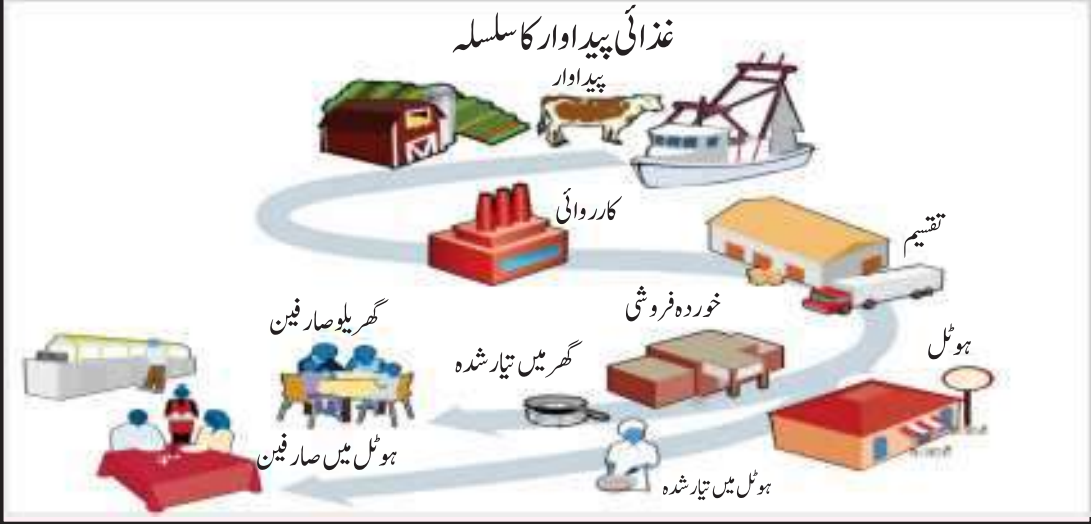 غذائی پیداوار کا سلسلہ
پیداوار
کارروائی
تقسیم
خوردہ فروشی
گھریلو صارفین
ہوٹل
گھر میں تیار شدہ
ہوٹل میں صارفین
ہوٹل میں تیار شدہ